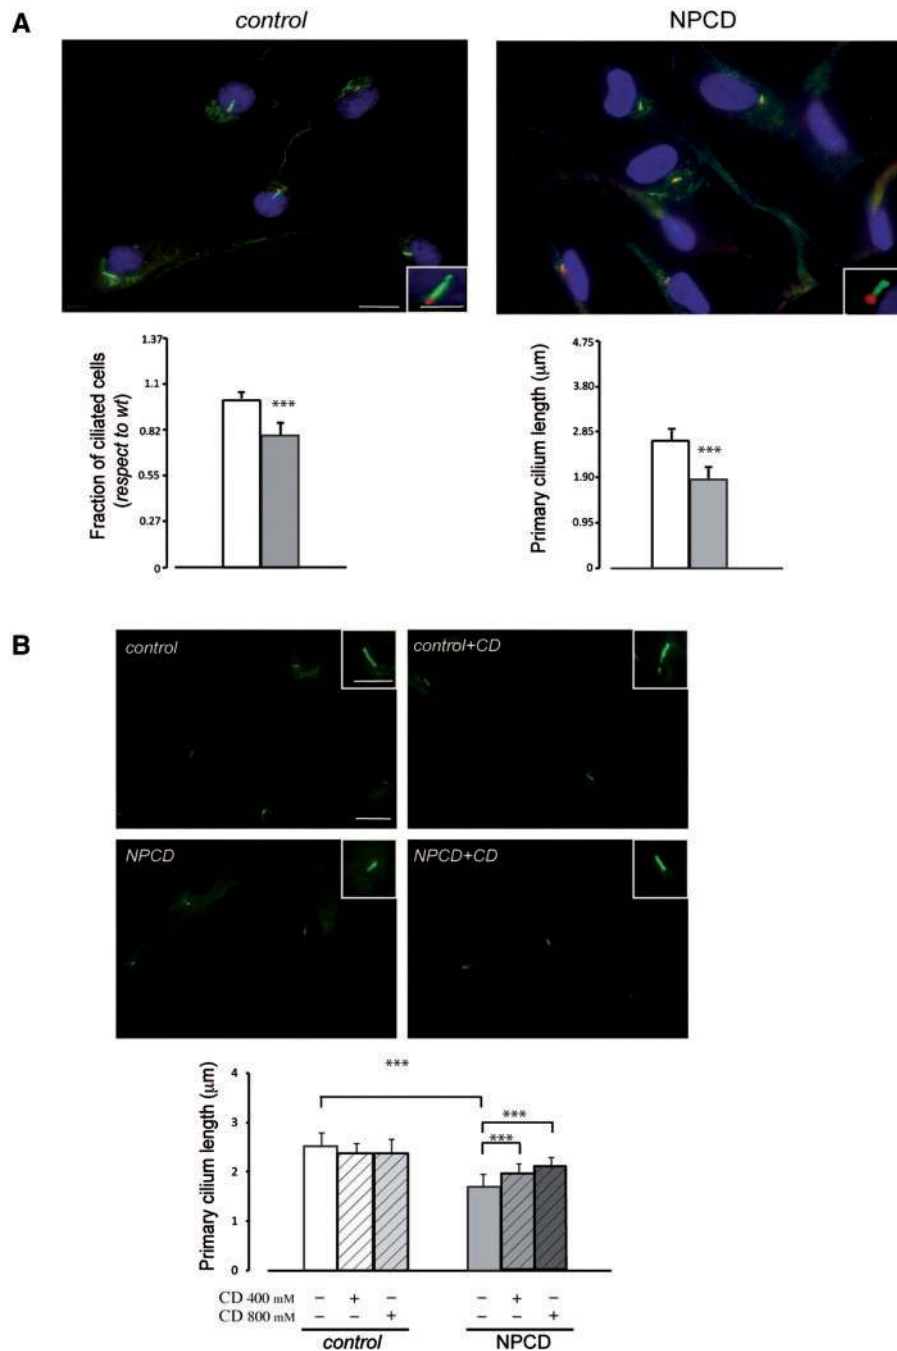 A
control
NPCD
Fraction of ciliated cells
(respect to wt)
1.37
1.1
0.82
0.55
0.27
0
***
Primary cilium length (μm)
4.75
3.80
2.85
1.90
0.95
0
***
B
control
control+CD
NPCD
NPCD+CD
Primary cilium length (μm)
4
3
2
1
0
***
***
***
CD 400 mM – + – – + –
CD 800 mM – – + – – +
control NPCD